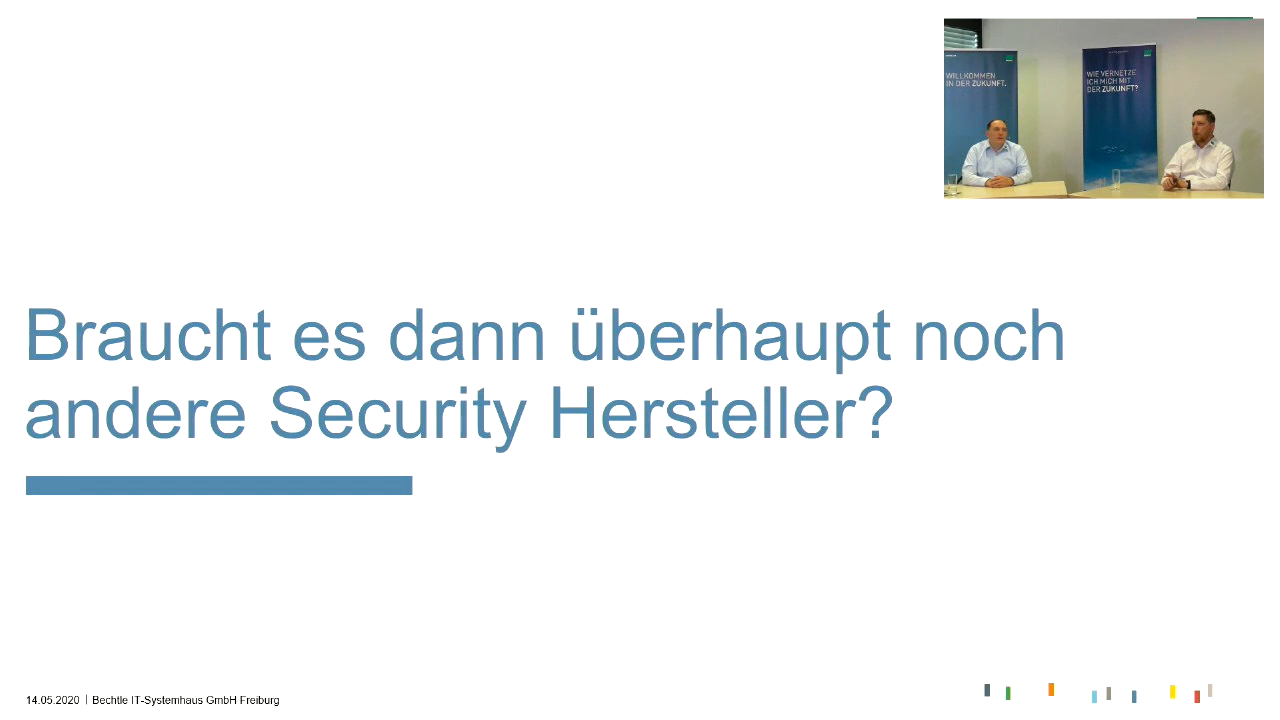 WILLKOMMEN
IN DER ZUKUNFT.
WIE VERNETZE
ICH MICH MIT
DER ZUKUNFT?
Braucht es dann überhaupt noch
andere Security Hersteller?
14.05.2020 | Bechtle IT-Systemhaus GmbH Freiburg